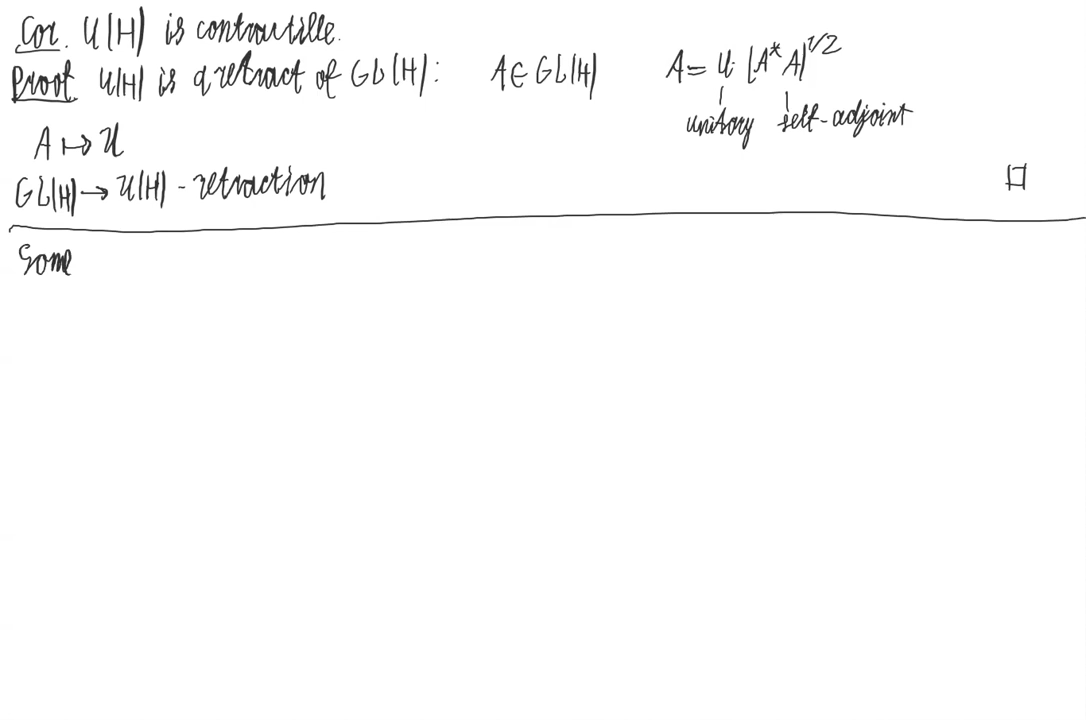 Cor. U(H) is contractible.
Proof U(H) is a retract of GL(H): A∈GL(H) A = U·(A*A)^{1/2}
unitary self-adjoint
A ↦ U
GL(H) → U(H) - retraction □
Some